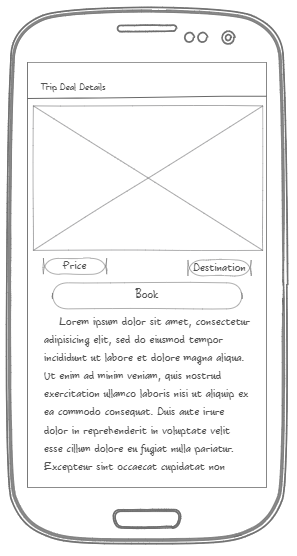 Trip Deal Details
Price
Destination
Book
Lorem ipsum dolor sit amet, consectetur
adipisicing elit, sed do eiusmod tempor
incididunt ut labore et dolore magna aliqua.
Ut enim ad minim veniam, quis nostrud
exercitation ullamco laboris nisi ut aliquip ex
ea commodo consequat. Duis aute irure
dolor in reprehenderit in voluptate velit
esse cillum dolore eu fugiat nulla pariatur.
Excepteur sint occaecat cupidatat non